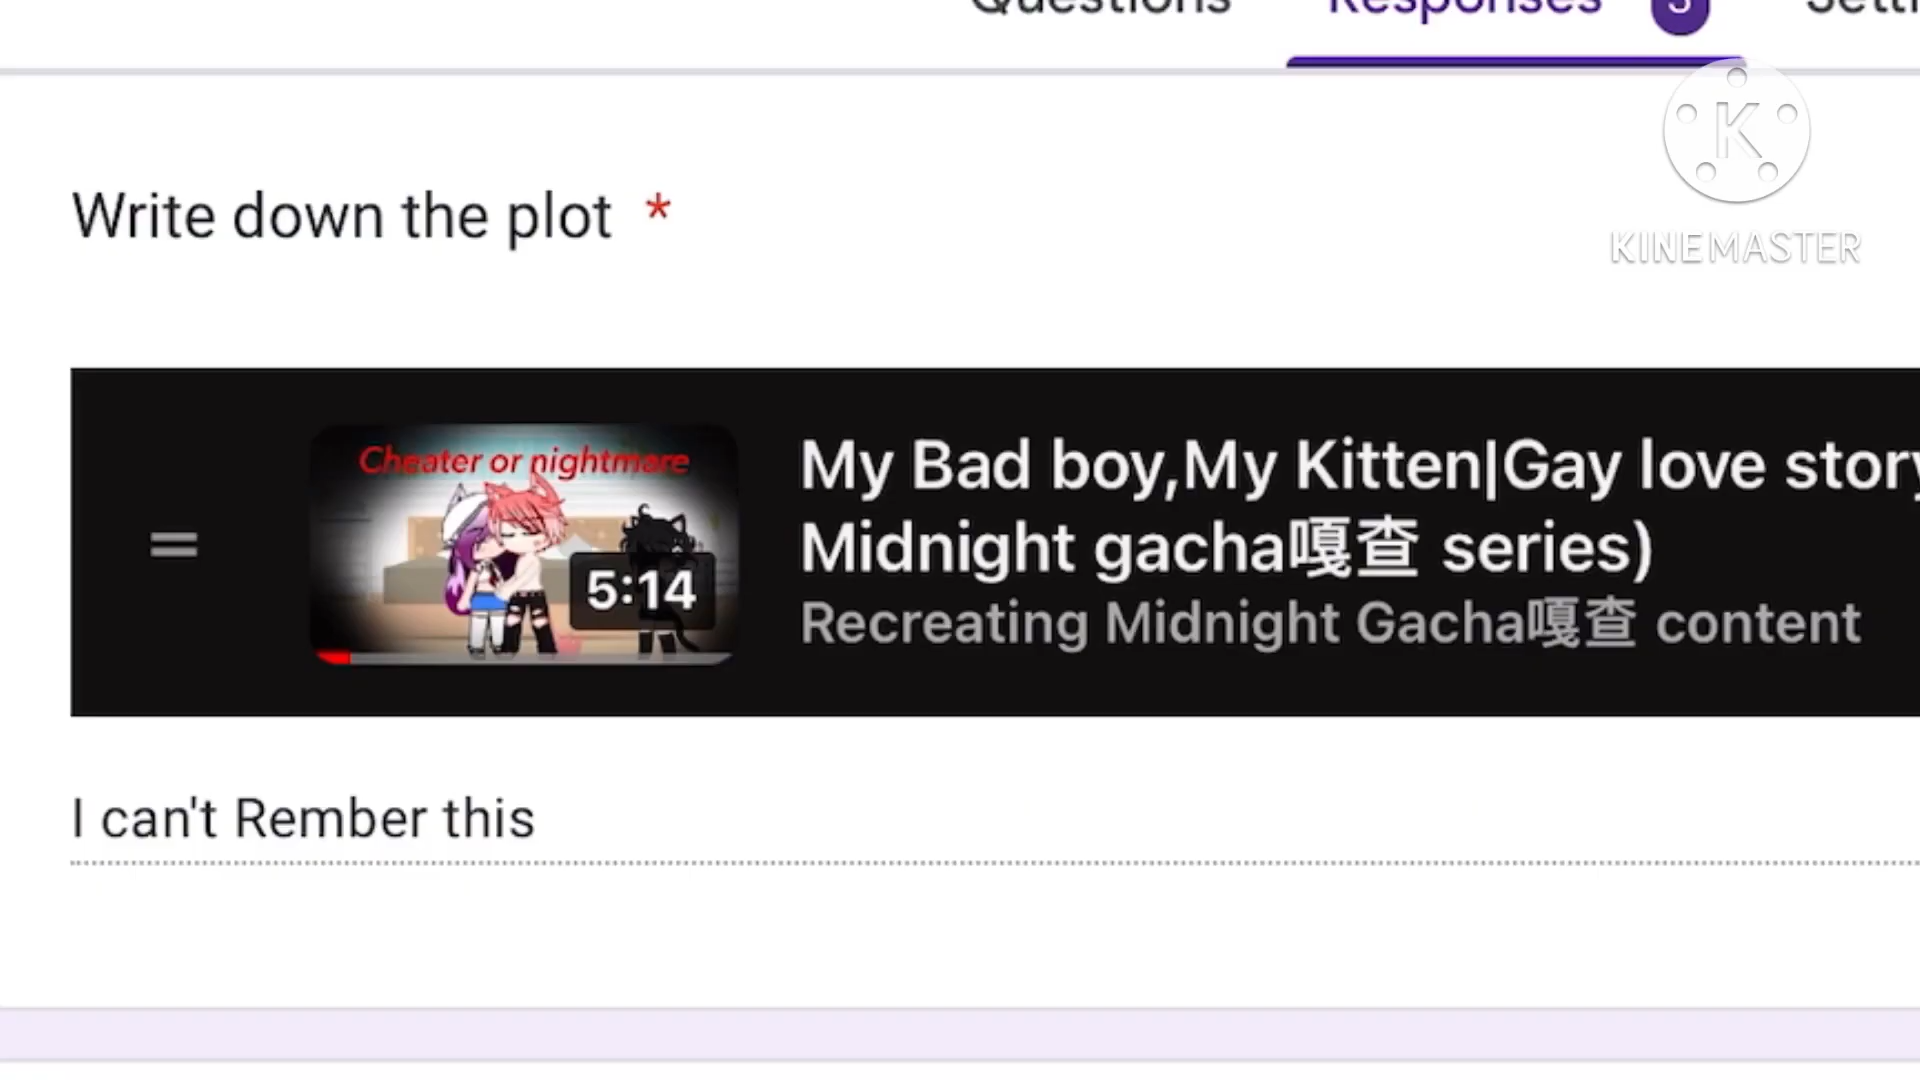 Questions
Responses
Write down the plot *
K
KINEMASTER
Cheater or nightmare
5:14
My Bad boy,My Kitten|Gay love story
Midnight gacha嘎查 series)
Recreating Midnight Gacha嘎查 content
I can't Rember this